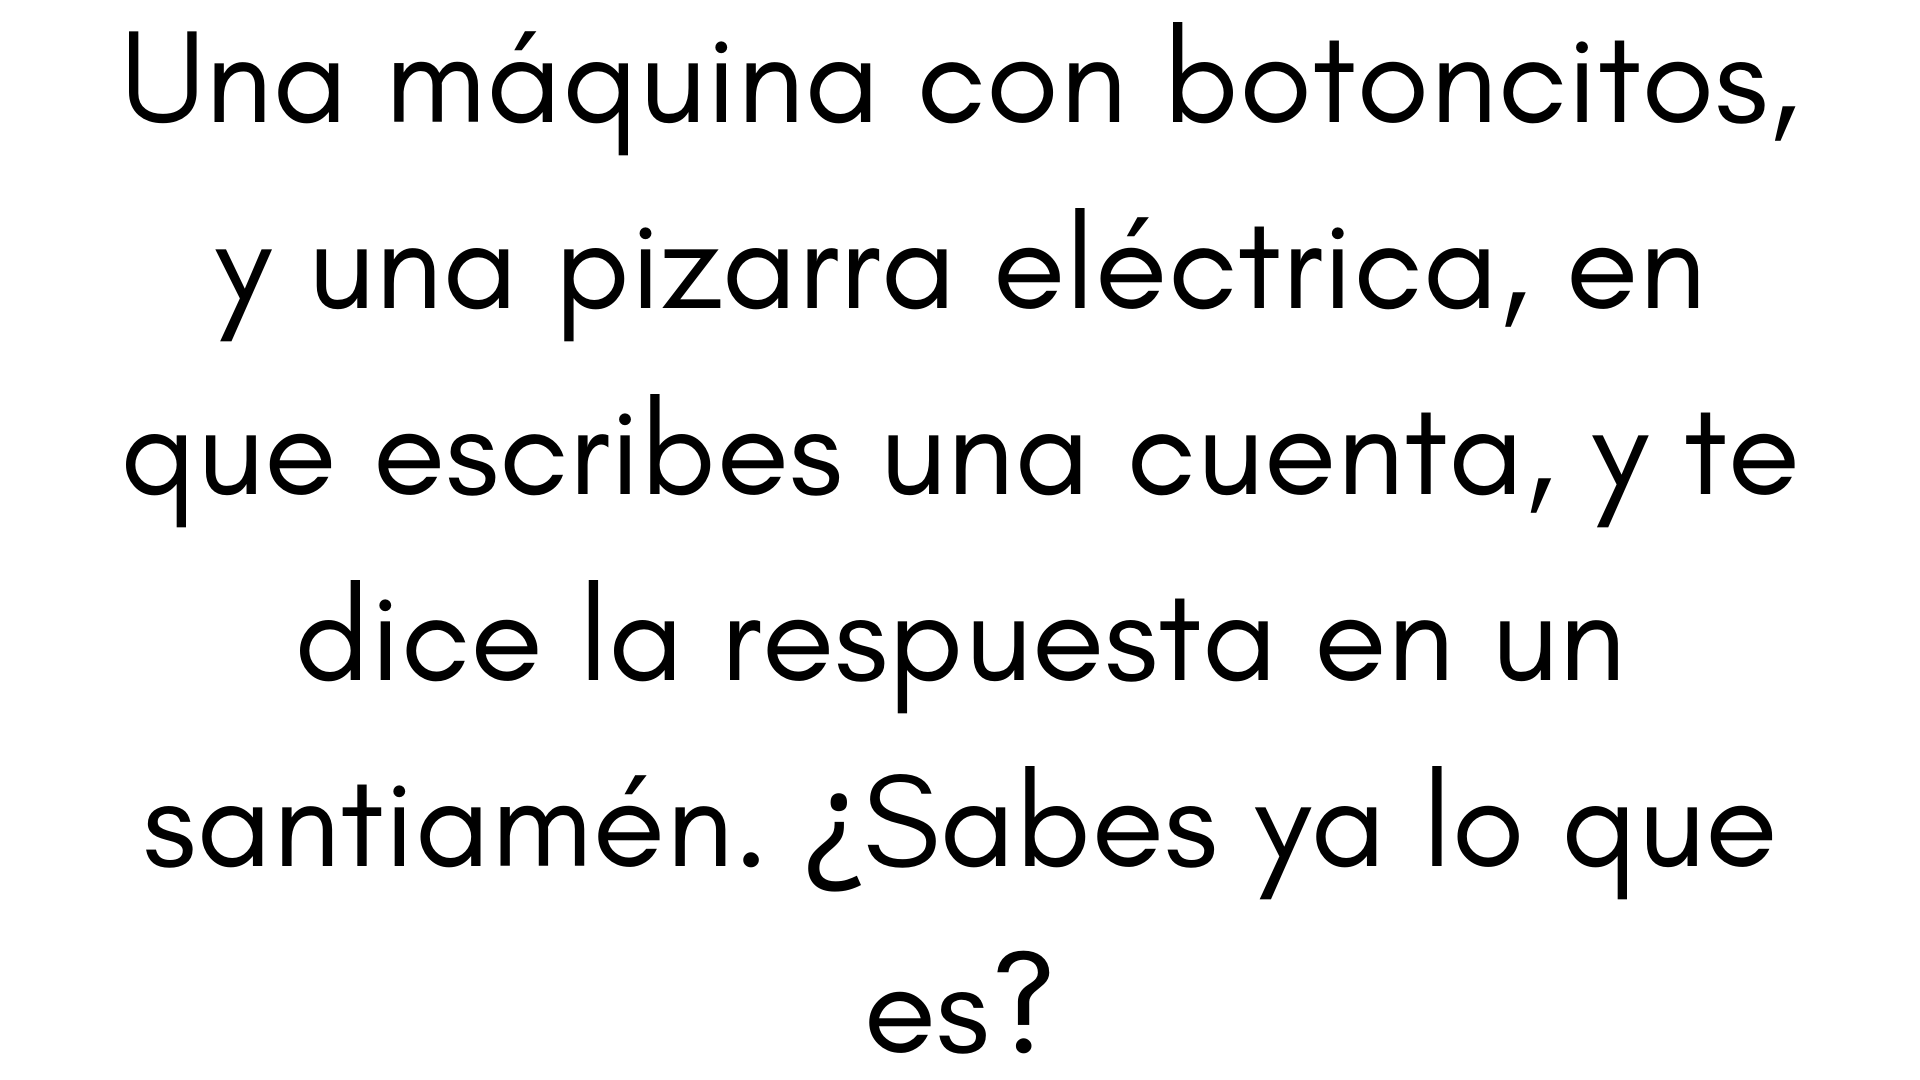 Una máquina con botoncitos,
y una pizarra eléctrica, en
que escribes una cuenta, y te
dice la respuesta en un
santiamén. ¿Sabes ya lo que
es?